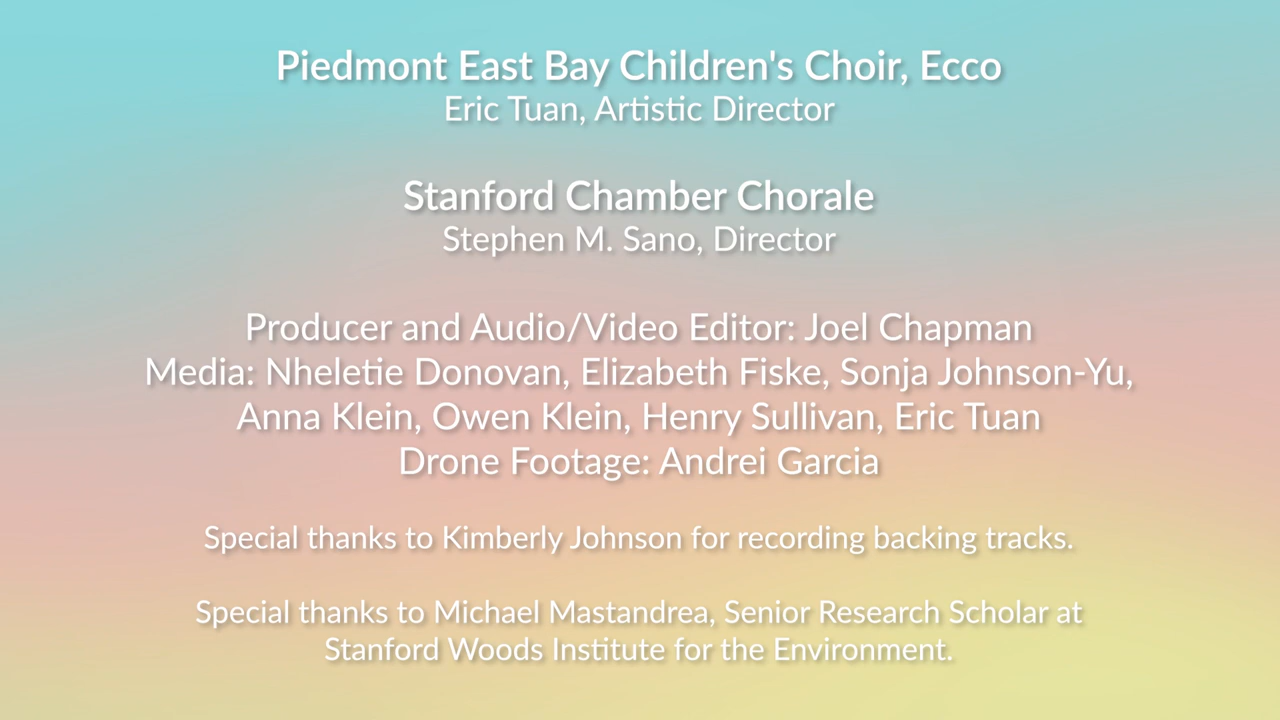 Piedmont East Bay Children's Choir, Ecco
Eric Tuan, Artistic Director
Stanford Chamber Chorale
Stephen M. Sano, Director
Producer and Audio/Video Editor: Joel Chapman
Media: Nheletie Donovan, Elizabeth Fiske, Sonja Johnson-Yu,
Anna Klein, Owen Klein, Henry Sullivan, Eric Tuan
Drone Footage: Andrei Garcia
Special thanks to Kimberly Johnson for recording backing tracks.
Special thanks to Michael Mastandrea, Senior Research Scholar at
Stanford Woods Institute for the Environment.